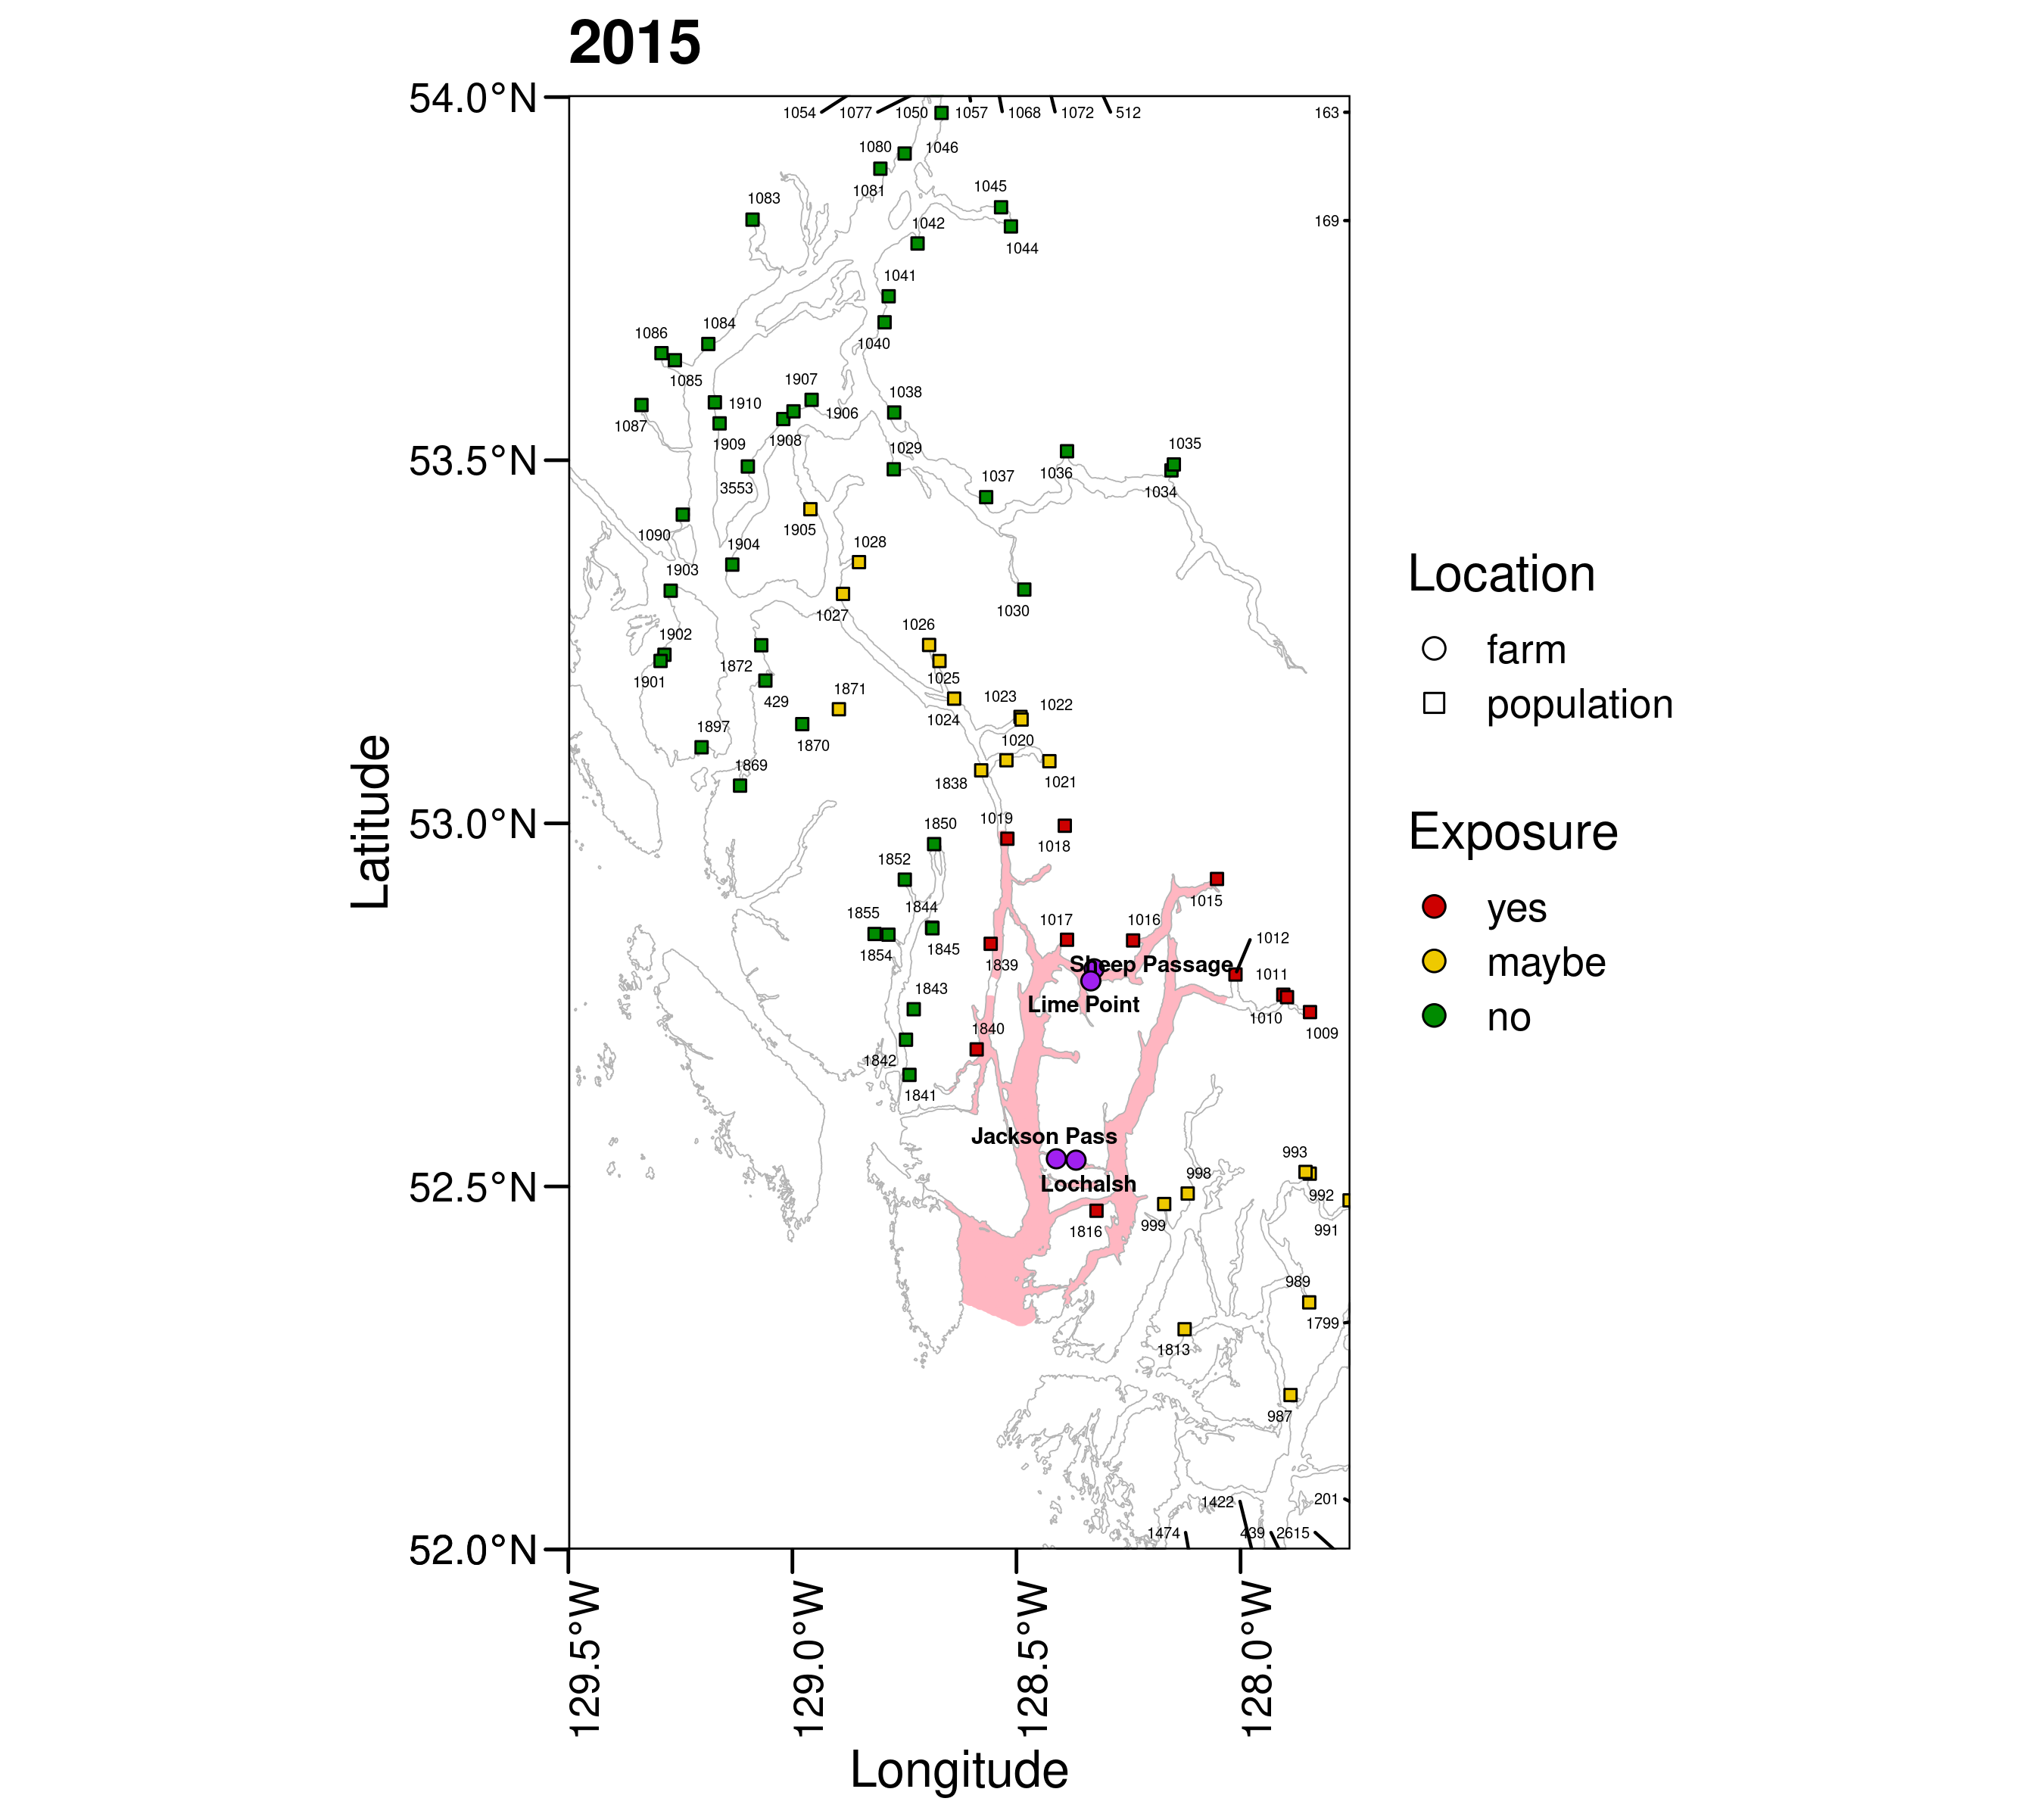 2015
54.0°N
1054 1077 1050 1057 1068 1072 512 163
1080 1046
1081 1045
1083 169
1042
1044
1041
1084
1086 1040
1085 1907
1910 1906 1038
1087
1909 1908 1029 1035
53.5°N
3553 1037 1036 1034
1905
1090 1904 1028
1903
1027 1030
1902 1026
1872
1901 429 1871 1025 1023 1022
1024
1897 1870 1020
1869 1838 1021
Latitude
53.0°N
1850 1019 1018
1852
1855 1844 1017 1016 1015
1854 1845 1839 1012
Sheep Passage
1011
Lime Point
1843 1010 1009
1840
1842
1841
Jackson Pass
993
52.5°N
Lochalsh
998 992
1816 999 991
989
1799
1813
987
1422 201
1474 439 2615
52.0°N
129.5°W
129.0°W
128.5°W
128.0°W
Longitude
Location
farm
population
Exposure
yes
maybe
no